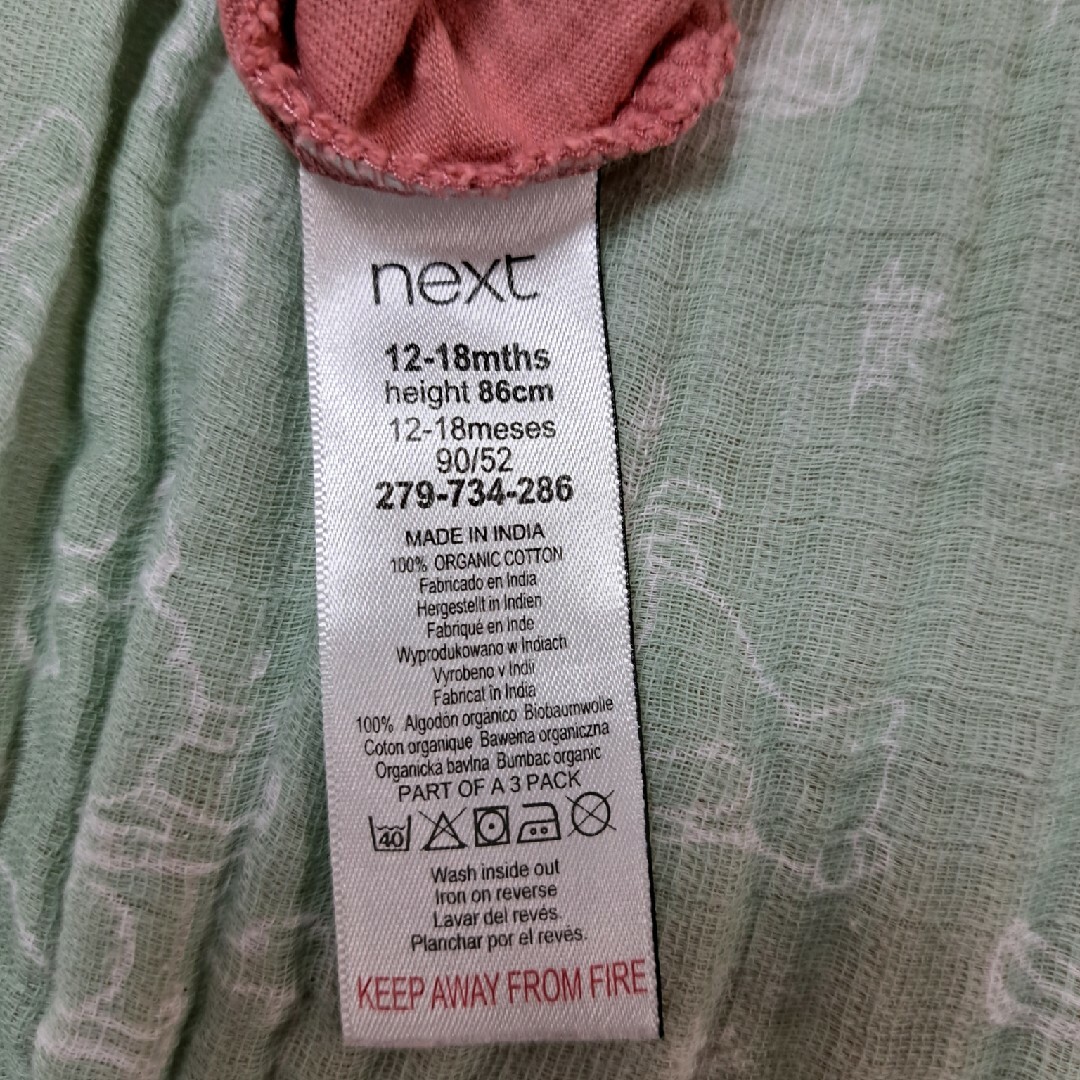 next
12-18mths
height 86cm
12-18meses
90/52
279-734-286
MADE IN INDIA
100% ORGANIC COTTON
Fabricado en India
Hergestellt in Indien
Fabriqué en Inde
Wyprodukowano w Indiach
Vyrobeno v Indii
Fabricat în India
100% Algodón orgánico Biobaumwolle
Coton organique Bawełna organiczna
Organická bavlna Bumbac organic
PART OF A 3 PACK
40
Wash inside out
Iron on reverse
Lavar del revés.
Planchar por el revés.
KEEP AWAY FROM FIRE